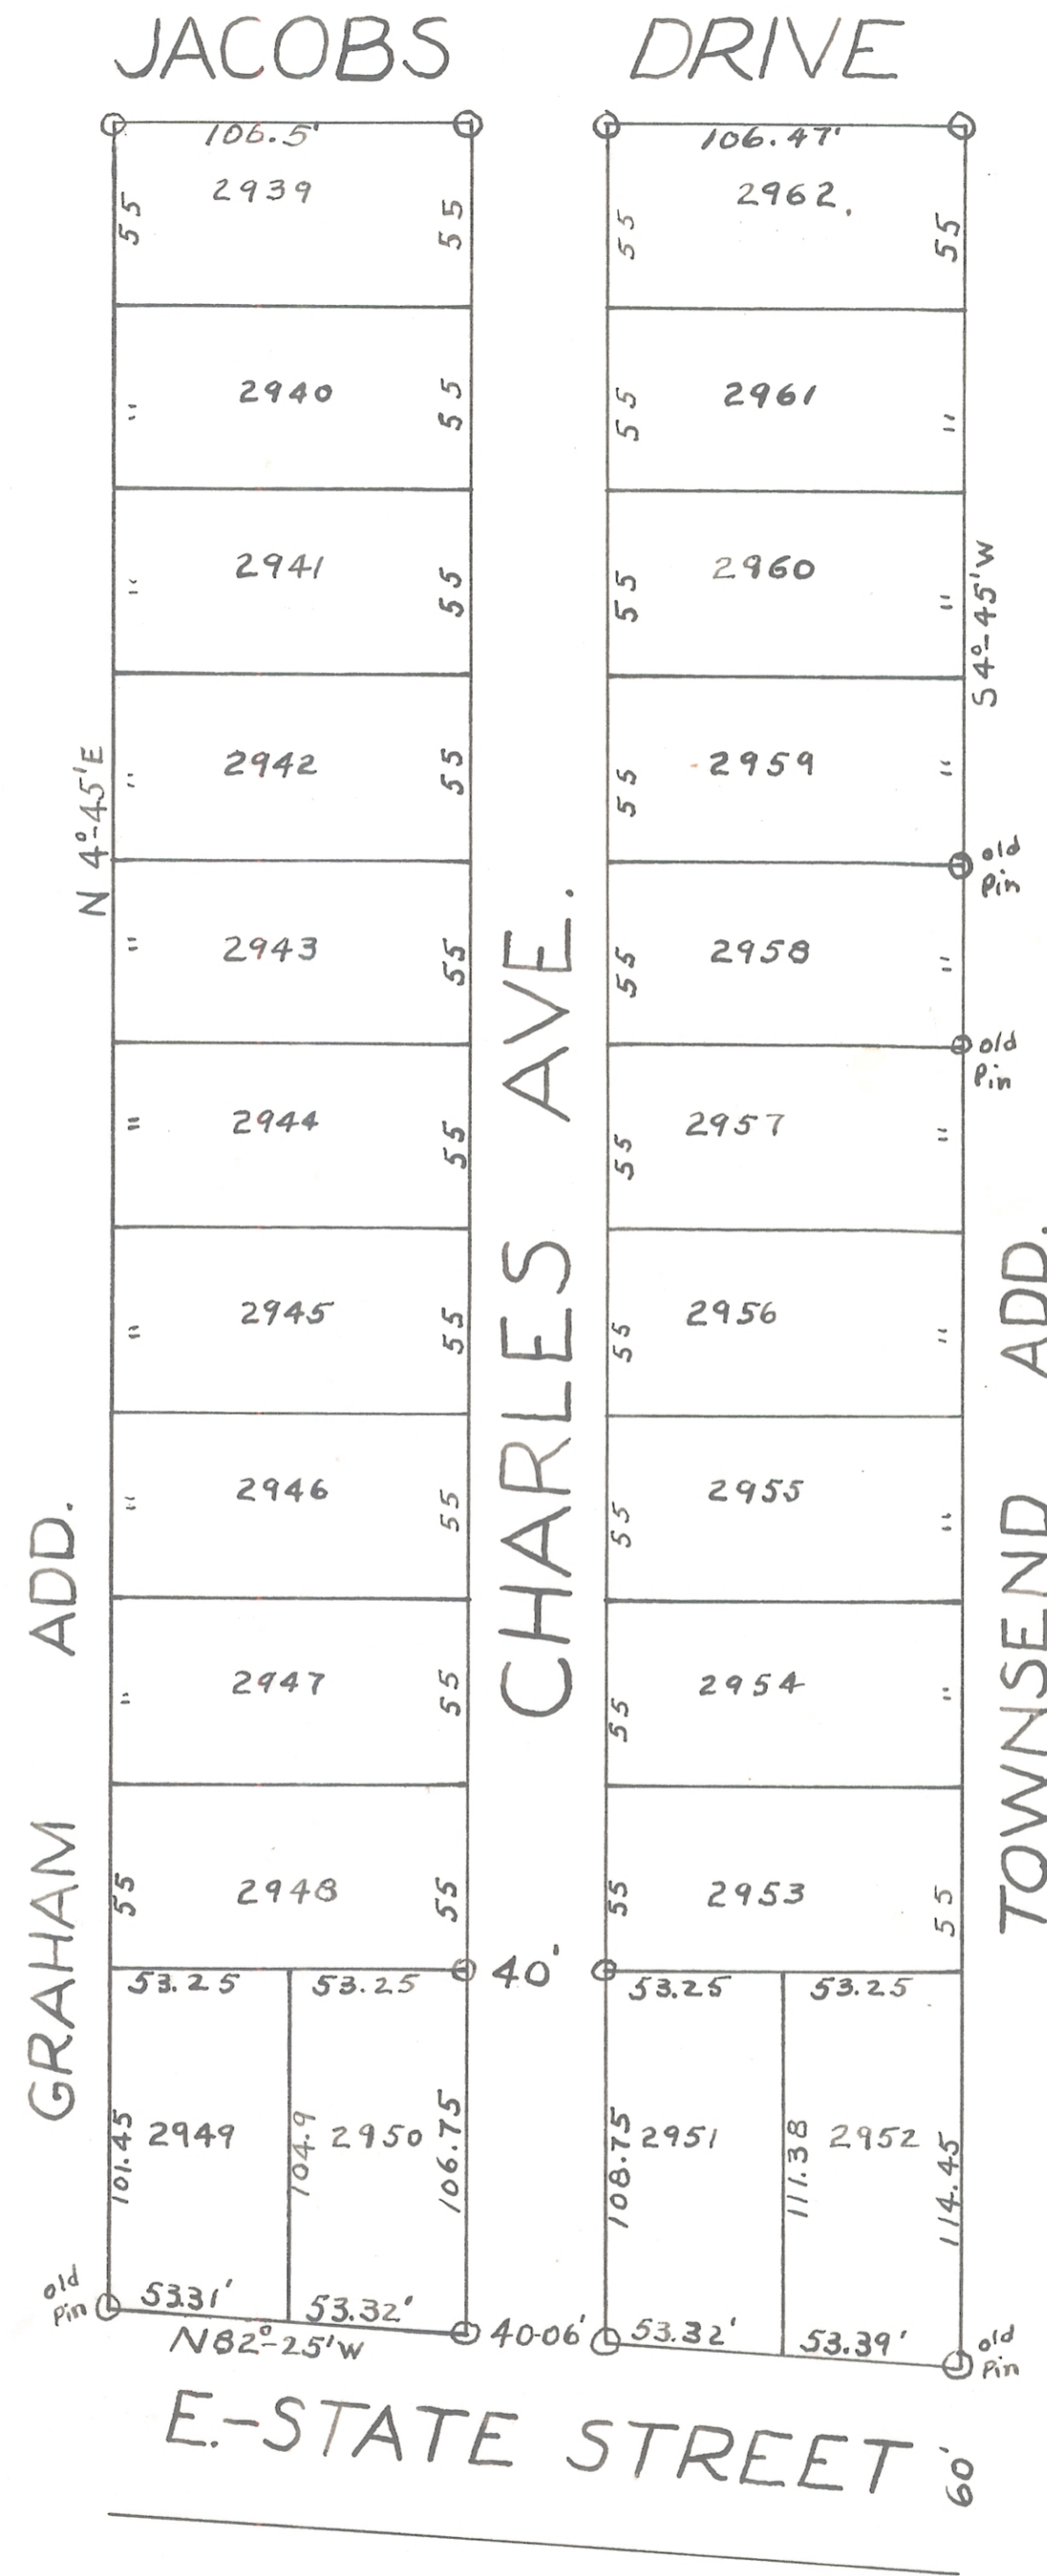 JACOBS DRIVE
106.5' 106.47'
2939 2962.
55 55 55 55
2940 2961
" 55 55 "
2941 2960
" 55 55 "
S 4°-45'W
2942 2959
" 55 55 "
N 4°-45'E
old
Pin
2943 2958
" 55 55 "
old
Pin
2944 2957
" 55 55 "
2945 2956
" 55 55 "
2946 2955
" 55 55 "
2947 2954
" 55 55 "
2948 2953
55 55 55 55
CHARLES AVE.
GRAHAM ADD.
TOWNSEND ADD.
53.25 53.25 40' 53.25 53.25
2949 2950 2951 2952
101.45 104.9 106.75 108.75 111.38 114.45
old
Pin
53.31' 53.32' 40-06' 53.32' 53.39'
old
Pin
N82°-25'W
E.-STATE STREET 60'